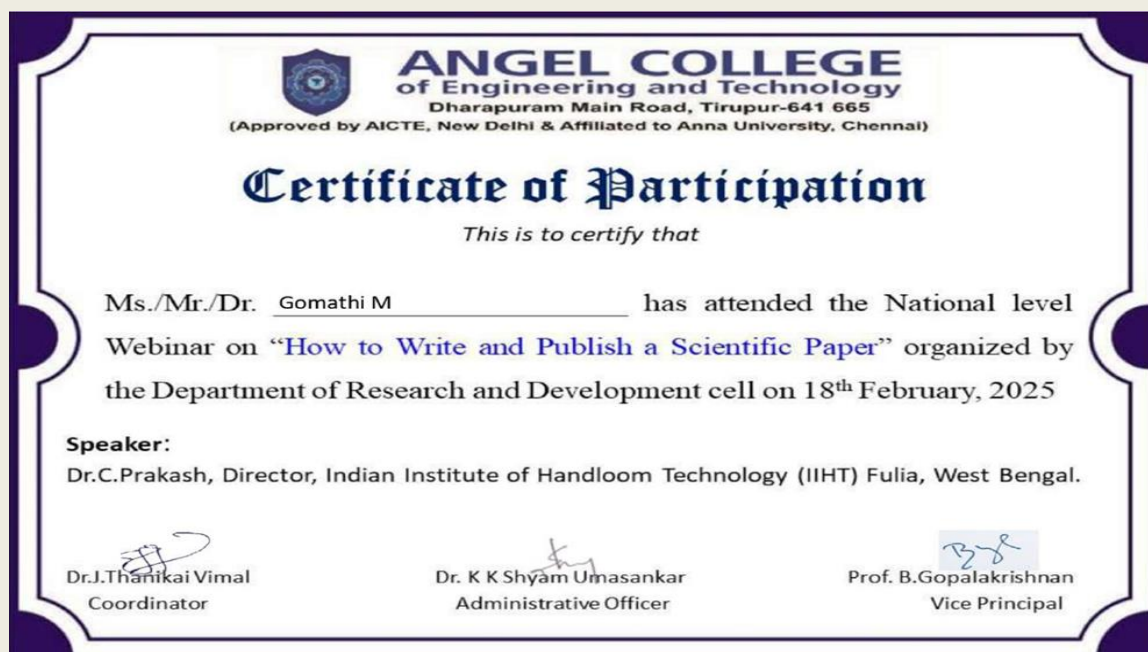 ANGEL COLLEGE
of Engineering and Technology
Dharapuram Main Road, Tirupur-641 665
(Approved by AICTE, New Delhi & Affiliated to Anna University, Chennai)
Certificate of Participation
This is to certify that
Ms./Mr./Dr. Gomathi M has attended the National level
Webinar on “How to Write and Publish a Scientific Paper” organized by
the Department of Research and Development cell on 18th February, 2025
Speaker:
Dr.C.Prakash, Director, Indian Institute of Handloom Technology (IIHT) Fulia, West Bengal.
Dr.J.Thanikai Vimal Dr. K K Shyam Umasankar Prof. B.Gopalakrishnan
Coordinator Administrative Officer Vice Principal